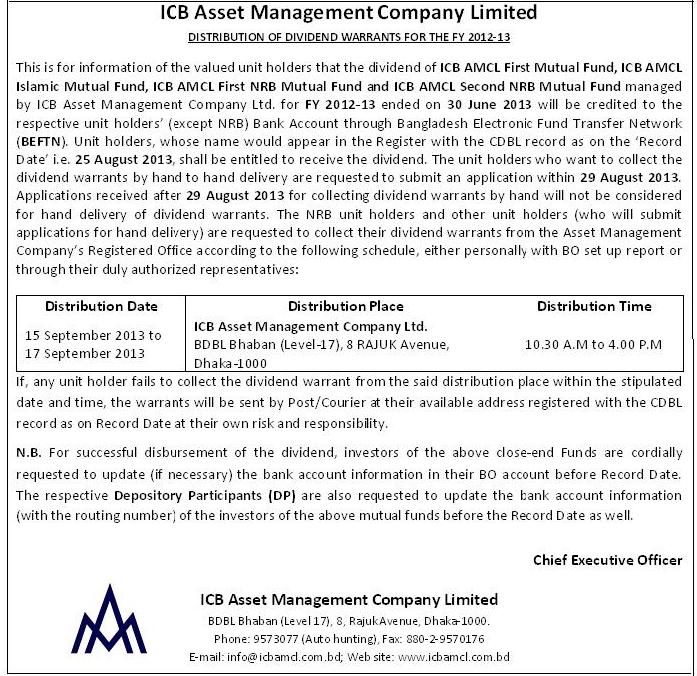 ICB Asset Management Company Limited
DISTRIBUTION OF DIVIDEND WARRANTS FOR THE FY 2012-13
This is for information of the valued unit holders that the dividend of ICB AMCL First Mutual Fund, ICB AMCL
Islamic Mutual Fund, ICB AMCL First NRB Mutual Fund and ICB AMCL Second NRB Mutual Fund managed
by ICB Asset Management Company Ltd. for FY 2012-13 ended on 30 June 2013 will be credited to the
respective unit holders’ (except NRB) Bank Account through Bangladesh Electronic Fund Transfer Network
(BEFTN). Unit holders, whose name would appear in the Register with the CDBL record as on the ‘Record
Date’ i.e. 25 August 2013, shall be entitled to receive the dividend. The unit holders who want to collect the
dividend warrants by hand to hand delivery are requested to submit an application within 29 August 2013.
Applications received after 29 August 2013 for collecting dividend warrants by hand will not be considered
for hand delivery of dividend warrants. The NRB unit holders and other unit holders (who will submit
applications for hand delivery) are requested to collect their dividend warrants from the Asset Management
Company’s Registered Office according to the following schedule, either personally with BO set up report or
through their duly authorized representatives:
Distribution Date Distribution Place Distribution Time
15 September 2013 to
17 September 2013
ICB Asset Management Company Ltd.
BDBL Bhaban (Level-17), 8 RAJUK Avenue,
Dhaka-1000
10.30 A.M to 4.00 P.M
If, any unit holder fails to collect the dividend warrant from the said distribution place within the stipulated
date and time, the warrants will be sent by Post/Courier at their available address registered with the CDBL
record as on Record Date at their own risk and responsibility.
N.B. For successful disbursement of the dividend, investors of the above close-end Funds are cordially
requested to update (if necessary) the bank account information in their BO account before Record Date.
The respective Depository Participants (DP) are also requested to update the bank account information
(with the routing number) of the investors of the above mutual funds before the Record Date as well.
Chief Executive Officer
ICB Asset Management Company Limited
BDBL Bhaban (Level 17), 8, Rajuk Avenue, Dhaka-1000.
Phone: 9573077 (Auto hunting), Fax: 880-2-9570176
E-mail: info@icbamcl.com.bd; Web site: www.icbamcl.com.bd